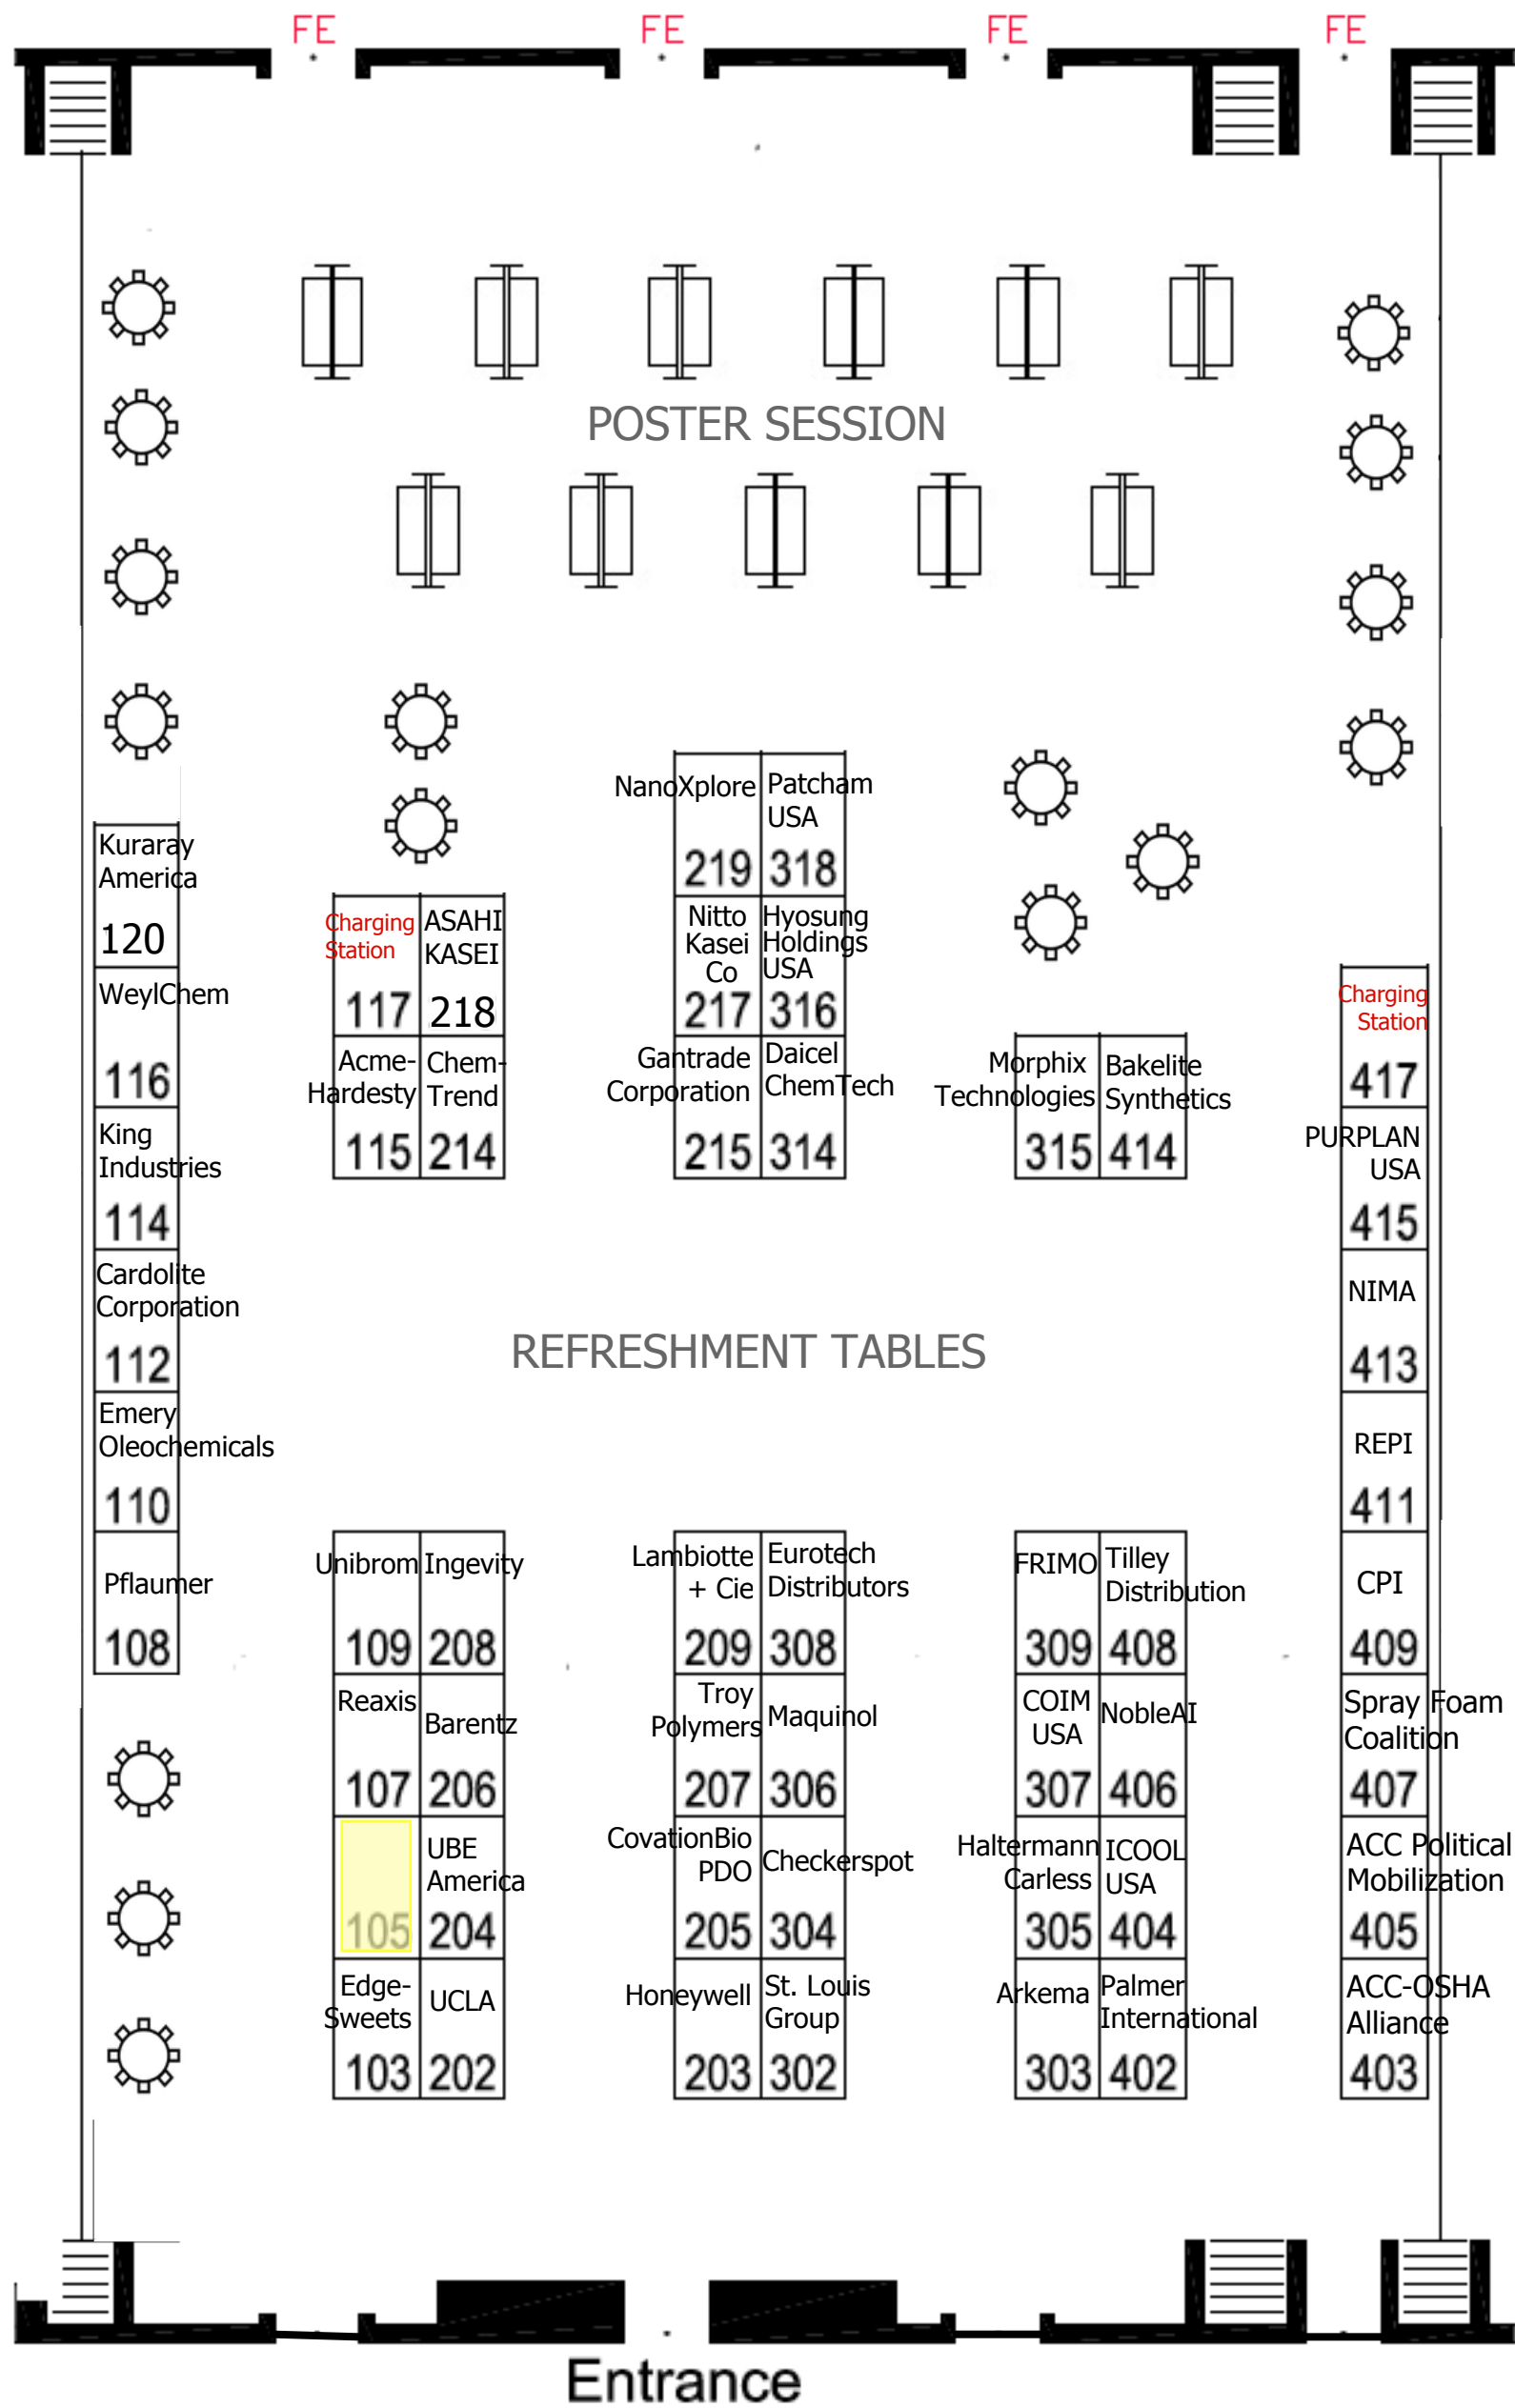 FE
FE
FE
FE
POSTER SESSION
NanoXplore
219
Patcham
USA
318
Kuraray
America
120
Charging
Station
117
ASAHI
KASEI
218
Nitto
Kasei
Co
217
Hyosung
Holdings
USA
316
WeylChem
116
Charging
Station
417
Acme-
Hardesty
115
Chem-
Trend
214
Gantrade
Corporation
215
Daicel
ChemTech
314
Morphix
Technologies
315
Bakelite
Synthetics
414
King
Industries
114
PURPLAN
USA
415
Cardolite
Corporation
112
REFRESHMENT TABLES
NIMA
413
Emery
Oleochemicals
110
REPI
411
Pflaumer
108
Unibrom
109
Ingevity
208
Lambiotte
+ Cie
209
Eurotech
Distributors
308
FRIMO
309
Tilley
Distribution
408
CPI
409
Reaxis
107
Barentz
206
Troy
Polymers
207
Maquinol
306
COIM
USA
307
NobleAI
406
Spray Foam
Coalition
407
105
UBE
America
204
CovationBio
PDO
205
Checkerspot
304
Haltermann
Carless
305
ICOOL
USA
404
ACC Political
Mobilization
405
Edge-
Sweets
103
UCLA
202
Honeywell
203
St. Louis
Group
302
Arkema
303
Palmer
International
402
ACC-OSHA
Alliance
403
Entrance